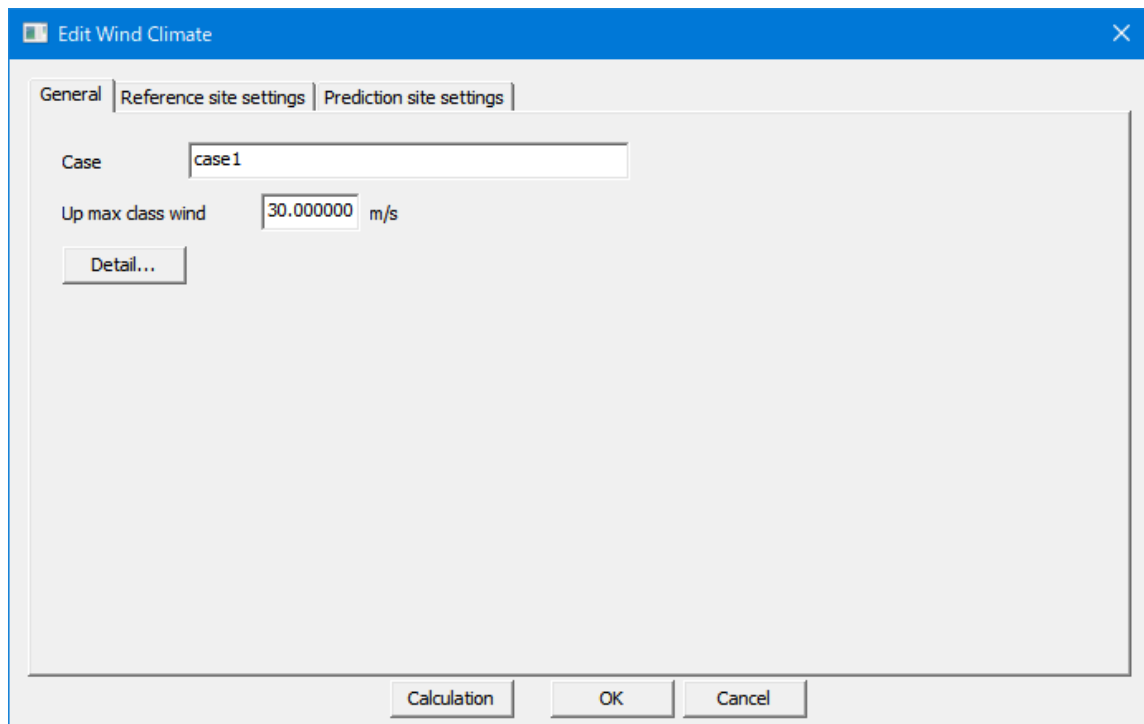 Edit Wind Climate
General Reference site settings Prediction site settings
Case case1
Up max class wind 30.000000 m/s
Detail...
Calculation OK Cancel